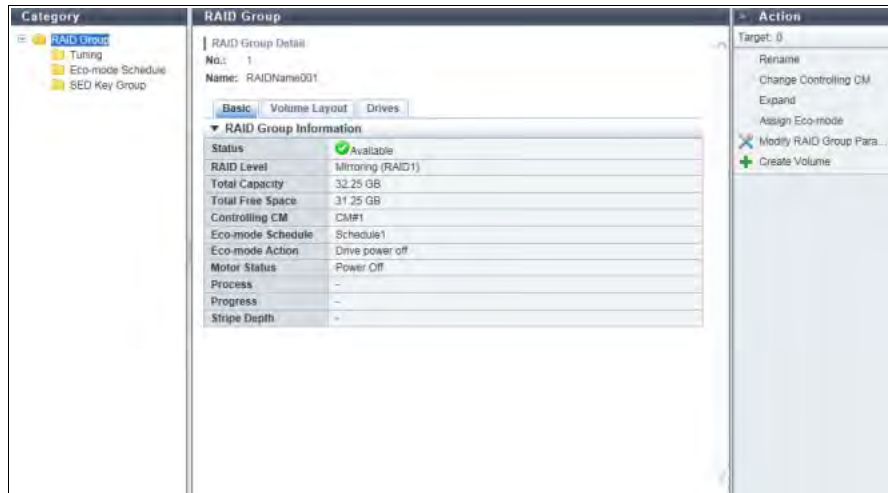 Category
RAID Group
Tuning
Eco-mode Schedule
SED Key Group
RAID Group
RAID Group Detail
No.: 1
Name: RAIDName001
Basic Volume Layout Drives
RAID Group Information
Status Available
RAID Level Mirroring (RAID1)
Total Capacity 32.25 GB
Total Free Space 31.25 GB
Controlling CM CM#1
Eco-mode Schedule Schedule1
Eco-mode Action Drive power off
Motor Status Power Off
Process -
Progress -
Stripe Depth -
Action
Target: 0
Rename
Change Controlling CM
Expand
Assign Eco-mode
Modify RAID Group Para...
Create Volume